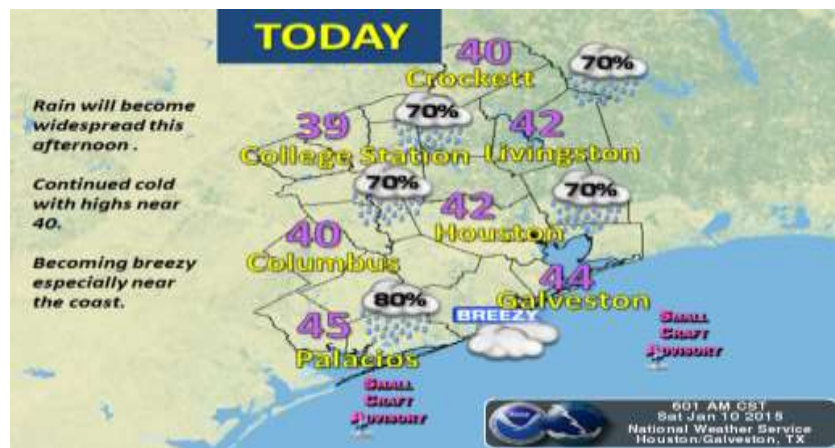 TODAY
Rain will become
widespread this
afternoon .
Continued cold
with highs near
40.
Becoming breezy
especially near
the coast.
40
Crockett
70%
70%
39
College Station
42
Livingston
70%
42
Houston
70%
40
Columbus
44
Galveston
80%
BREEZY
45
Palacios
SMALL
CRAFT
ADVISORY
SMALL
CRAFT
ADVISORY
601 AM CST
Sat Jan 10 2015
National Weather Service
Houston/Galveston, TX